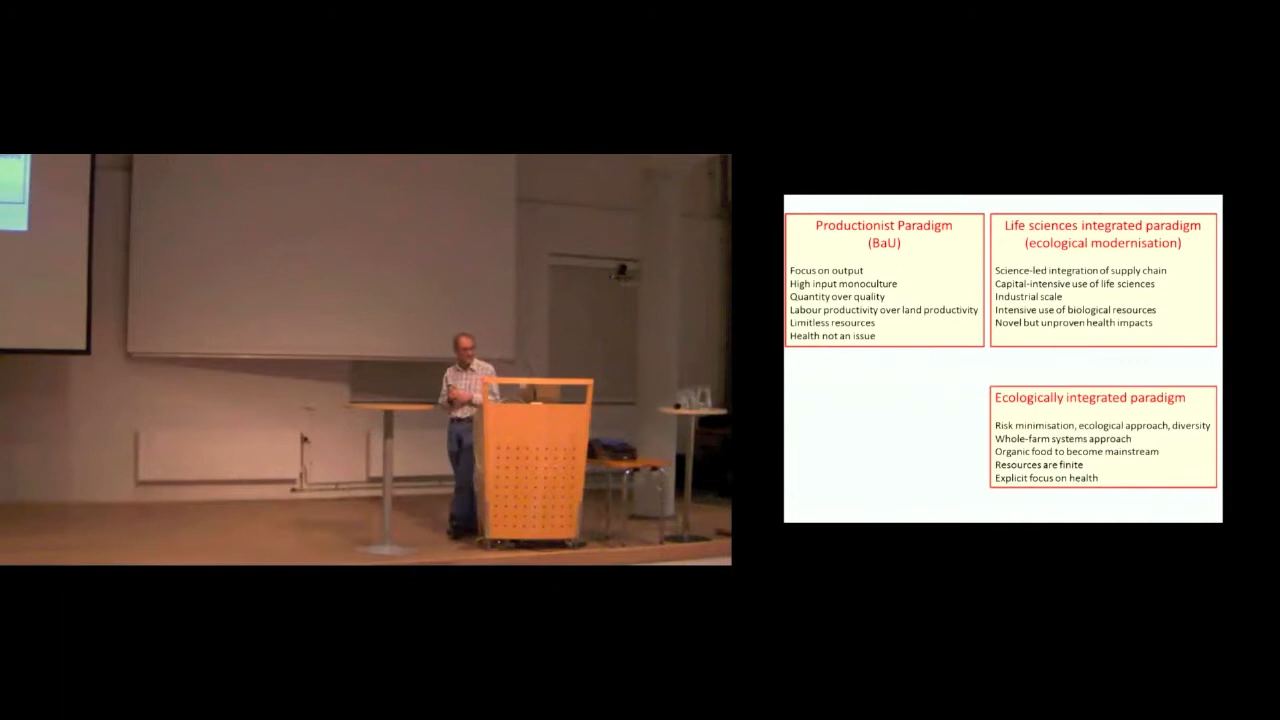 Productionist Paradigm
(BaU)
Focus on output
High input monoculture
Quantity over quality
Labour productivity over land productivity
Limitless resources
Health not an issue
Life sciences integrated paradigm
(ecological modernisation)
Science-led integration of supply chain
Capital-intensive use of life sciences
Industrial scale
Intensive use of biological resources
Novel but unproven health impacts
Ecologically integrated paradigm
Risk minimisation, ecological approach, diversity
Whole-farm systems approach
Organic food to become mainstream
Resources are finite
Explicit focus on health